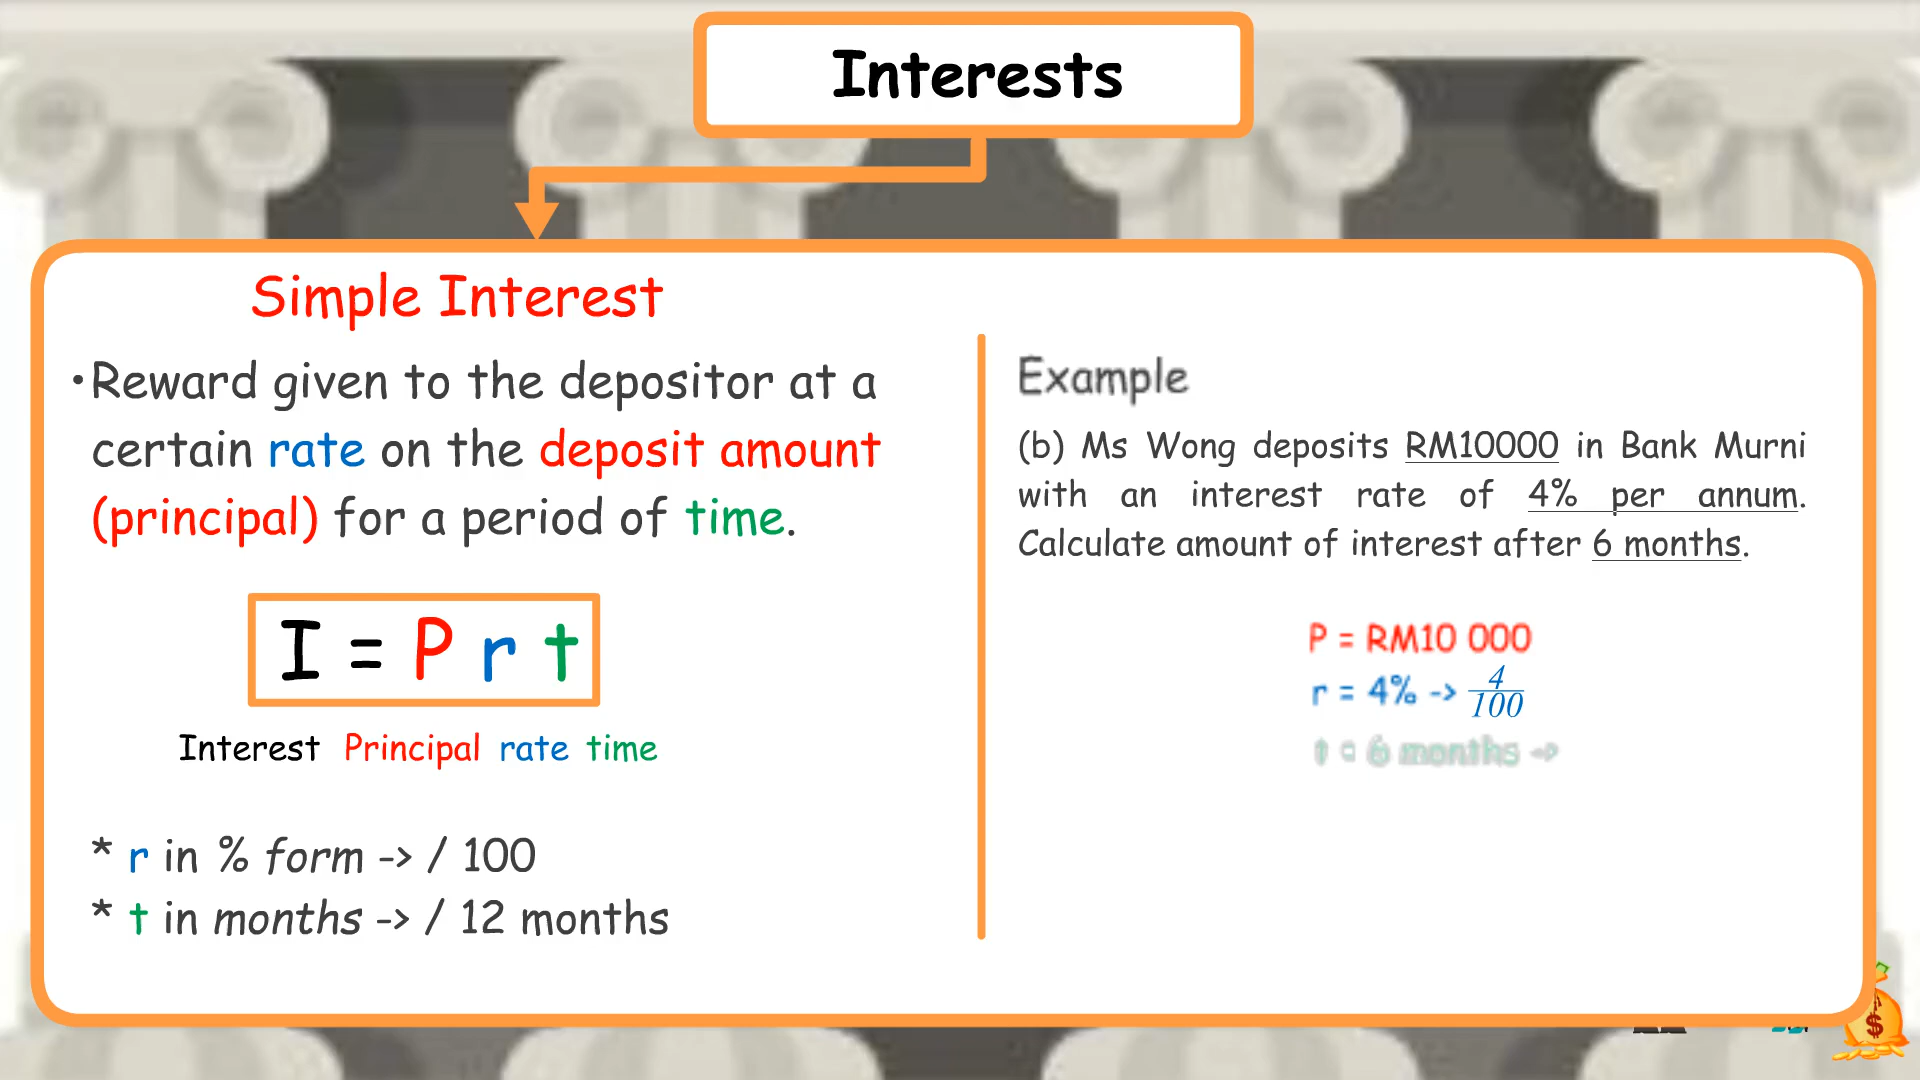 Interests
Simple Interest
•Reward given to the depositor at a
certain rate on the deposit amount
(principal) for a period of time.
I = P r t
Interest Principal rate time
* r in % form -> / 100
* t in months -> / 12 months
Example
(b) Ms Wong deposits RM10000 in Bank Murni
with an interest rate of 4% per annum.
Calculate amount of interest after 6 months.
P = RM10 000
r = 4% -> 4/100
t = 6 months ->
$